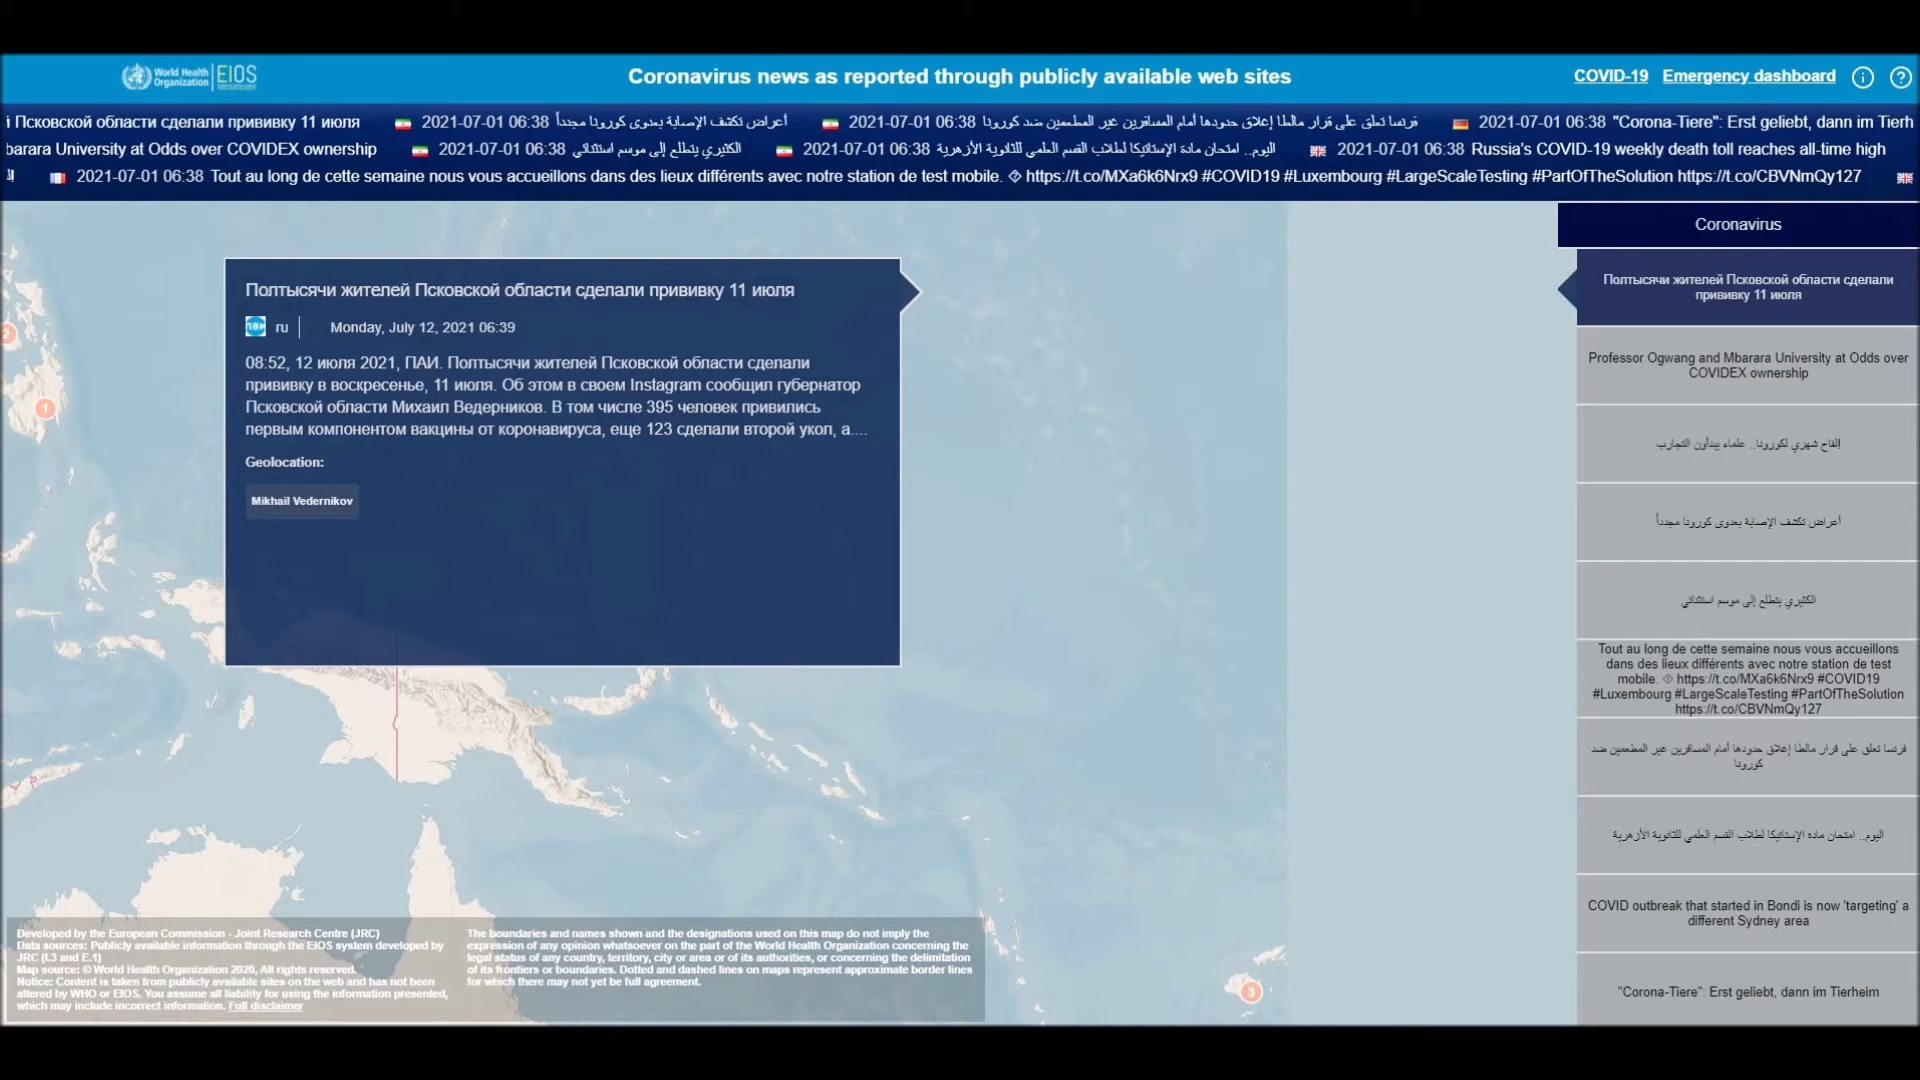 World Health Organization EIOS
Coronavirus news as reported through publicly available web sites
COVID-19 Emergency dashboard
Псковской области сделали прививку 11 июля 2021-07-01 06:38 أعراض تكشف الإصابة بعدوى كورونا مجدداً 2021-07-01 06:38 فرنسا تعلق على قرار مالطا إغلاق حدودها أمام المسافرين غير المطعمين ضد كورونا 2021-07-01 06:38 "Corona-Tiere": Erst geliebt, dann im Tierh
barara University at Odds over COVIDEX ownership 2021-07-01 06:38 الكثيري يتطلع إلى موسم استثنائي 2021-07-01 06:38 اليوم.. امتحان مادة الإستاتيكا لطلاب القسم العلمي للثانوية الأزهرية 2021-07-01 06:38 Russia's COVID-19 weekly death toll reaches all-time high
2021-07-01 06:38 Tout au long de cette semaine nous vous accueillons dans des lieux différents avec notre station de test mobile. https://t.co/MXa6k6Nrx9 #COVID19 #Luxembourg #LargeScaleTesting #PartOfTheSolution https://t.co/CBVNmQy127
Полтысячи жителей Псковской области сделали прививку 11 июля
ru Monday, July 12, 2021 06:39
08:52, 12 июля 2021, ПАИ. Полтысячи жителей Псковской области сделали
прививку в воскресенье, 11 июля. Об этом в своем Instagram сообщил губернатор
Псковской области Михаил Ведерников. В том числе 395 человек привились
первым компонентом вакцины от коронавируса, еще 123 сделали второй укол, а....
Geolocation:
Mikhail Vedernikov
2
1
3
Coronavirus
Полтысячи жителей Псковской области сделали
прививку 11 июля
Professor Ogwang and Mbarara University at Odds over
COVIDEX ownership
لقاح شهري لكورونا.. علماء يبدأون التجارب
أعراض تكشف الإصابة بعدوى كورونا مجدداً
الكثيري يتطلع إلى موسم استثنائي
Tout au long de cette semaine nous vous accueillons
dans des lieux différents avec notre station de test
mobile. https://t.co/MXa6k6Nrx9 #COVID19
#Luxembourg #LargeScaleTesting #PartOfTheSolution
https://t.co/CBVNmQy127
فرنسا تعلق على قرار مالطا إغلاق حدودها أمام المسافرين غير المطعمين ضد
كورونا
اليوم.. امتحان مادة الإستاتيكا لطلاب القسم العلمي للثانوية الأزهرية
COVID outbreak that started in Bondi is now 'targeting' a
different Sydney area
"Corona-Tiere": Erst geliebt, dann im Tierheim
Developed by the European Commission - Joint Research Centre (JRC)
Data sources: Publicly available information through the EIOS system developed by
JRC (I.3 and E.1)
Map source: © World Health Organization 2020, All rights reserved.
Notice: Content is taken from publicly available sites on the web and has not been
altered by WHO or EIOS. You assume all liability for using the information presented,
which may include incorrect information. Full disclaimer
The boundaries and names shown and the designations used on this map do not imply the
expression of any opinion whatsoever on the part of the World Health Organization concerning the
legal status of any country, territory, city or area or of its authorities, or concerning the delimitation
of its frontiers or boundaries. Dotted and dashed lines on maps represent approximate border lines
for which there may not yet be full agreement.